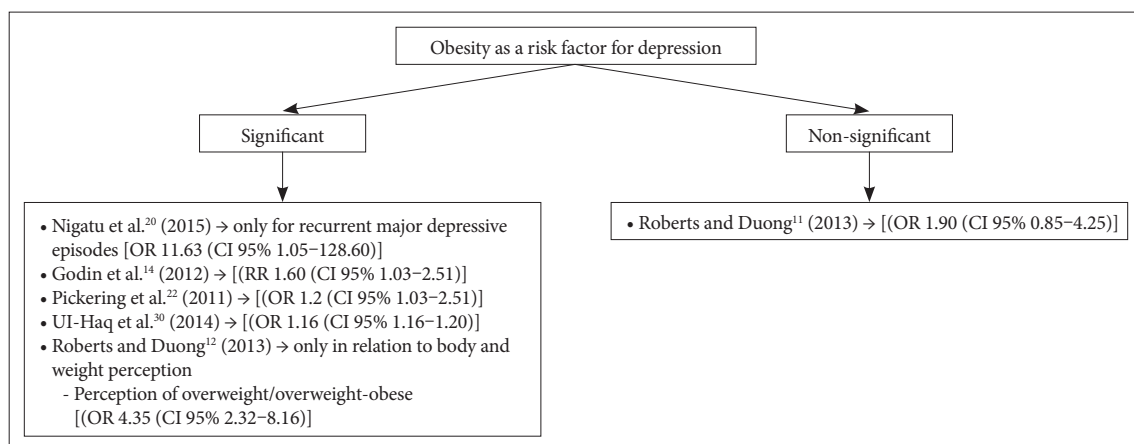 Obesity as a risk factor for depression
Significant
Non-significant
• Nigatu et al.²⁰ (2015) → only for recurrent major depressive
episodes [OR 11.63 (CI 95% 1.05−128.60)]
• Godin et al.¹⁴ (2012) → [(RR 1.60 (CI 95% 1.03−2.51)]
• Pickering et al.²² (2011) → [(OR 1.2 (CI 95% 1.03−2.51)]
• UI-Haq et al.³⁰ (2014) → [(OR 1.16 (CI 95% 1.16−1.20)]
• Roberts and Duong¹² (2013) → only in relation to body and
weight perception
- Perception of overweight/overweight-obese
[(OR 4.35 (CI 95% 2.32−8.16)]
• Roberts and Duong¹¹ (2013) → [(OR 1.90 (CI 95% 0.85−4.25)]